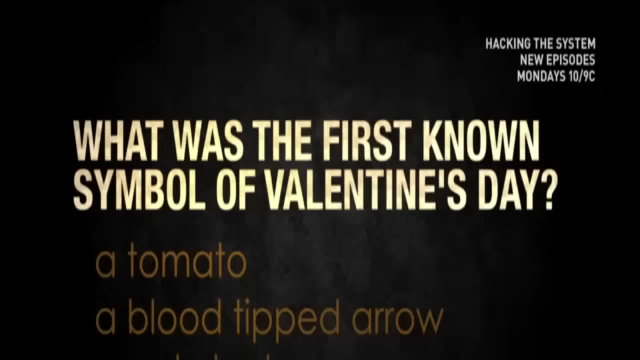 HACKING THE SYSTEM
NEW EPISODES
MONDAYS 10/9C
WHAT WAS THE FIRST KNOWN
SYMBOL OF VALENTINE'S DAY?
a tomato
a blood tipped arrow